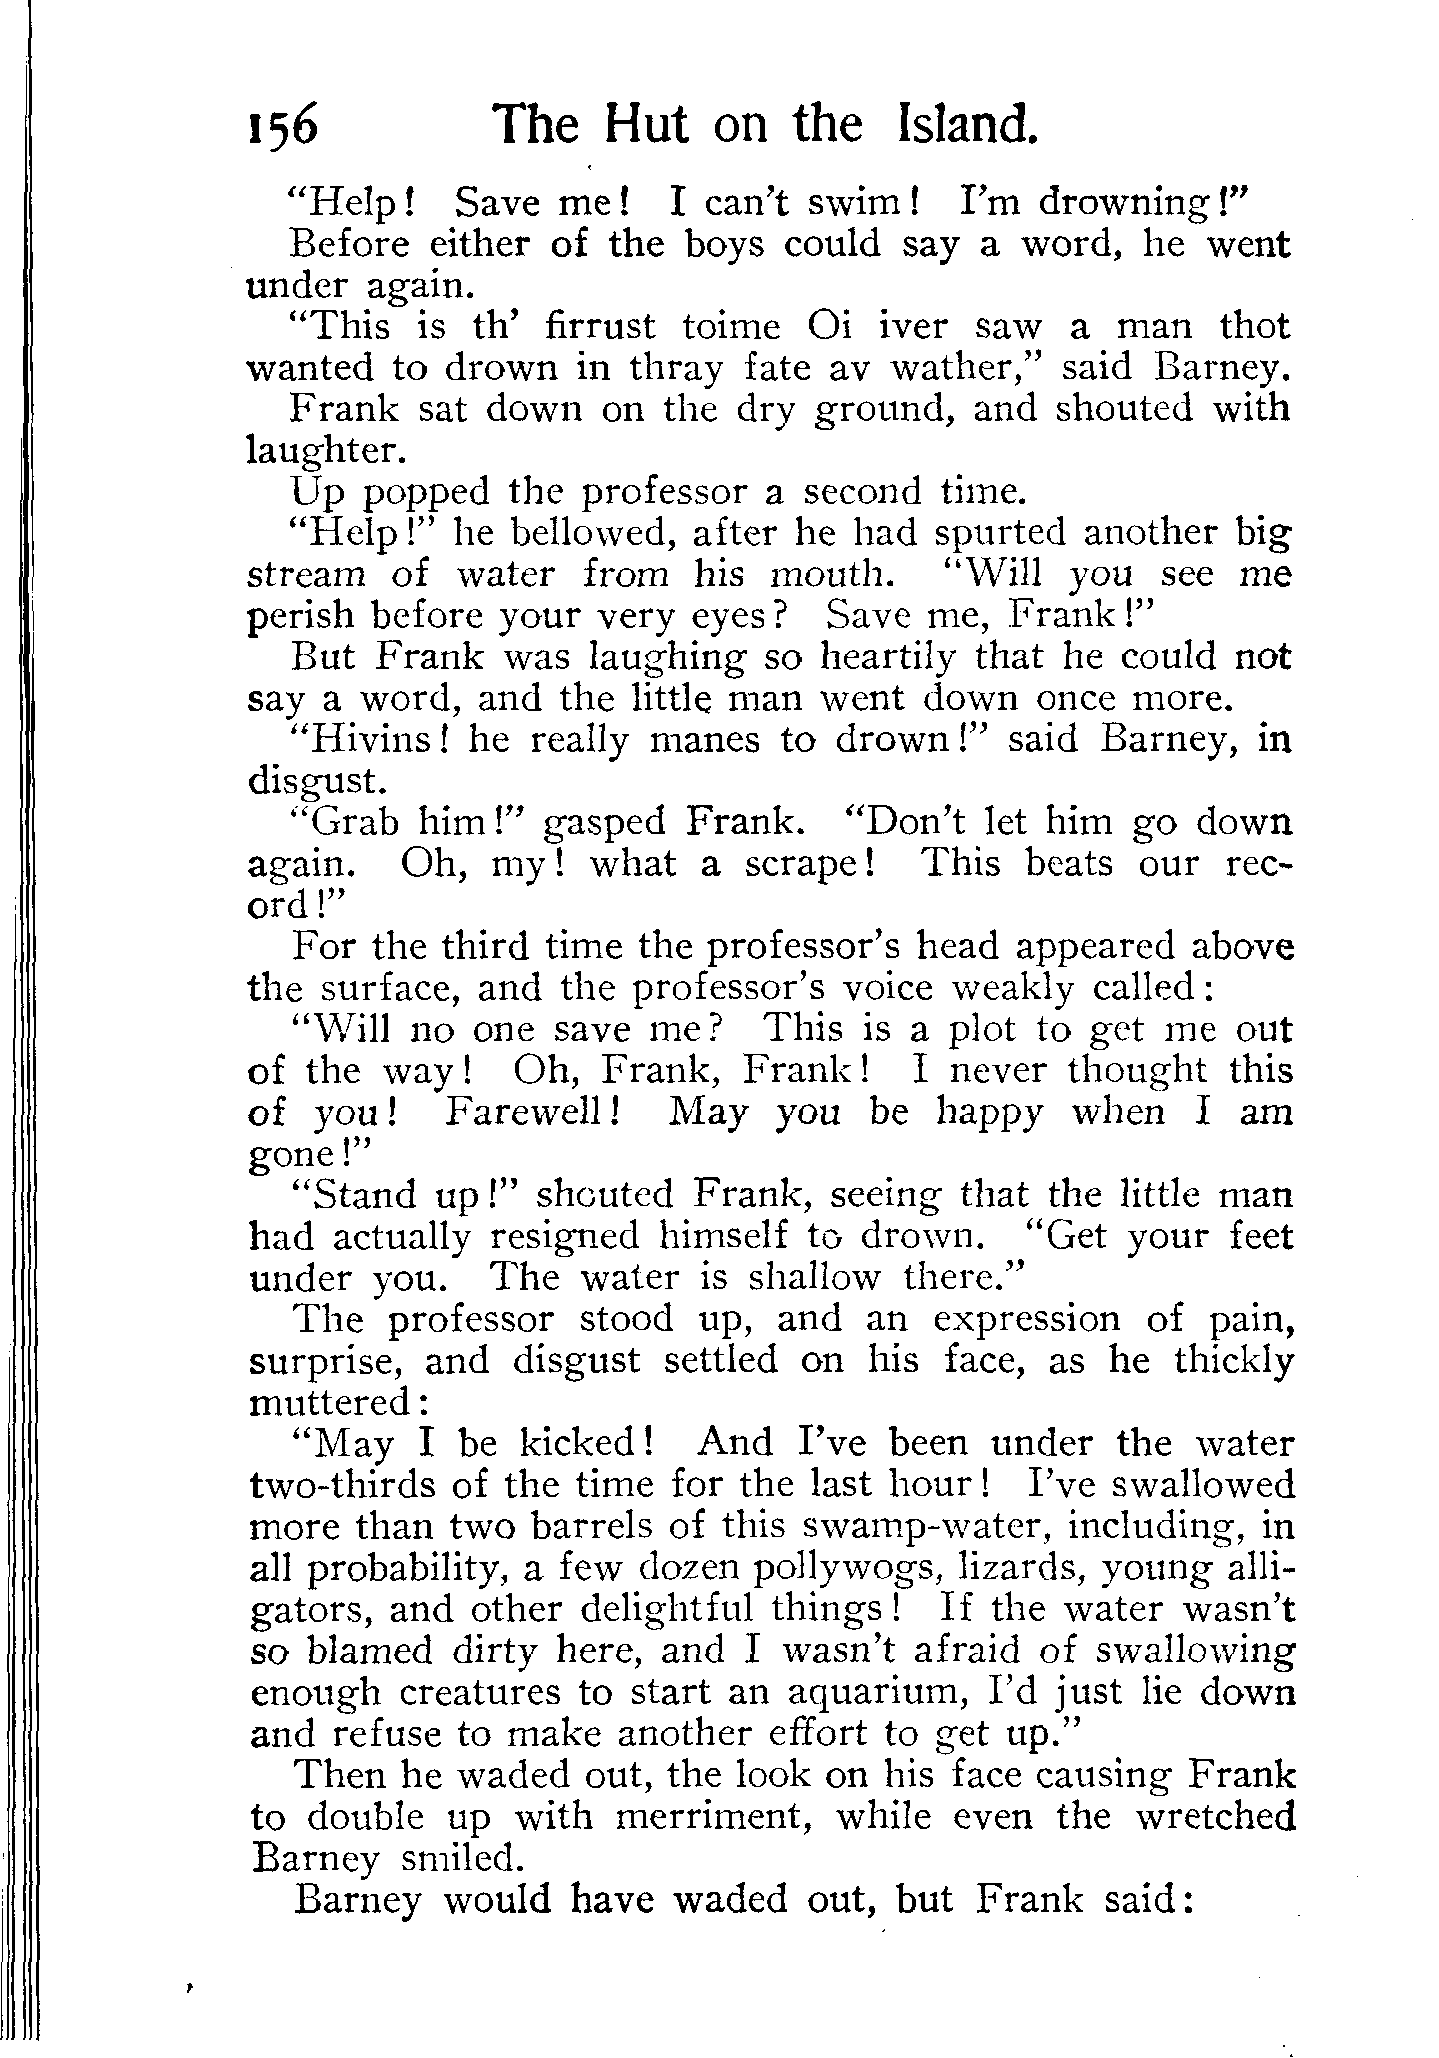 156 The Hut on the Island.
"Help! Save me! I can't swim! I'm drowning!"
Before either of the boys could say a word, he went
under again.
"This is th' firrust toime Oi iver saw a man thot
wanted to drown in thray fate av wather," said Barney.
Frank sat down on the dry ground, and shouted with
laughter.
Up popped the professor a second time.
"Help!" he bellowed, after he had spurted another big
stream of water from his mouth. "Will you see me
perish before your very eyes? Save me, Frank!"
But Frank was laughing so heartily that he could not
say a word, and the little man went down once more.
"Hivins! he really manes to drown!" said Barney, in
disgust.
"Grab him!" gasped Frank. "Don't let him go down
again. Oh, my! what a scrape! This beats our rec-
ord!"
For the third time the professor's head appeared above
the surface, and the professor's voice weakly called:
"Will no one save me? This is a plot to get me out
of the way! Oh, Frank, Frank! I never thought this
of you! Farewell! May you be happy when I am
gone!"
"Stand up!" shouted Frank, seeing that the little man
had actually resigned himself to drown. "Get your feet
under you. The water is shallow there."
The professor stood up, and an expression of pain,
surprise, and disgust settled on his face, as he thickly
muttered:
"May I be kicked! And I've been under the water
two-thirds of the time for the last hour! I've swallowed
more than two barrels of this swamp-water, including, in
all probability, a few dozen pollywogs, lizards, young alli-
gators, and other delightful things! If the water wasn't
so blamed dirty here, and I wasn't afraid of swallowing
enough creatures to start an aquarium, I'd just lie down
and refuse to make another effort to get up."
Then he waded out, the look on his face causing Frank
to double up with merriment, while even the wretched
Barney smiled.
Barney would have waded out, but Frank said: